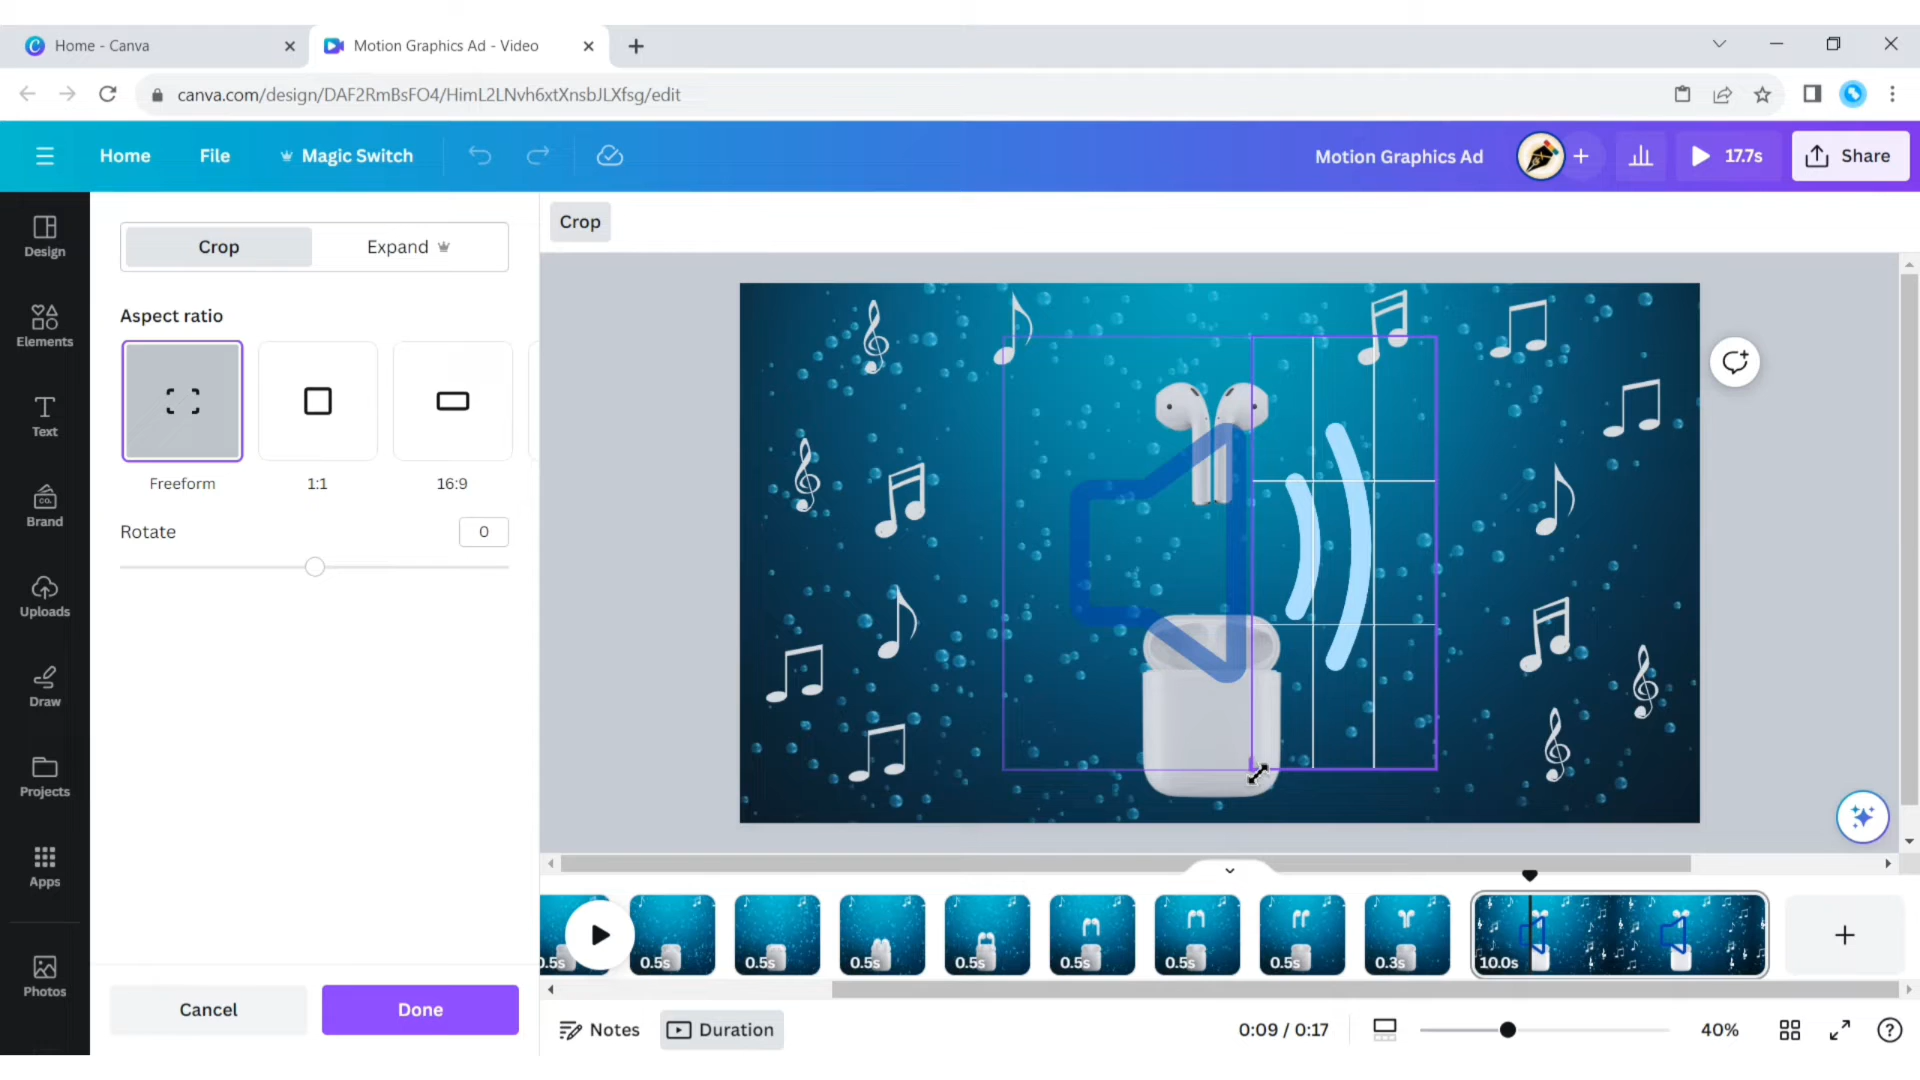 Home - Canva
Motion Graphics Ad - Video
canva.com/design/DAF2RmBsFO4/HimL2LNvh6xtXnsbJLXfsg/edit
Home
File
Magic Switch
Motion Graphics Ad
17.7s
Share
Design
Elements
Text
Brand
CO.
Uploads
Draw
Projects
Apps
Photos
Crop
Expand
Aspect ratio
Freeform
1:1
16:9
Rotate
0
Cancel
Done
Crop
0.5s
0.5s
0.5s
0.5s
0.5s
0.5s
0.5s
0.5s
0.3s
10.0s
Notes
Duration
0:09 / 0:17
40%